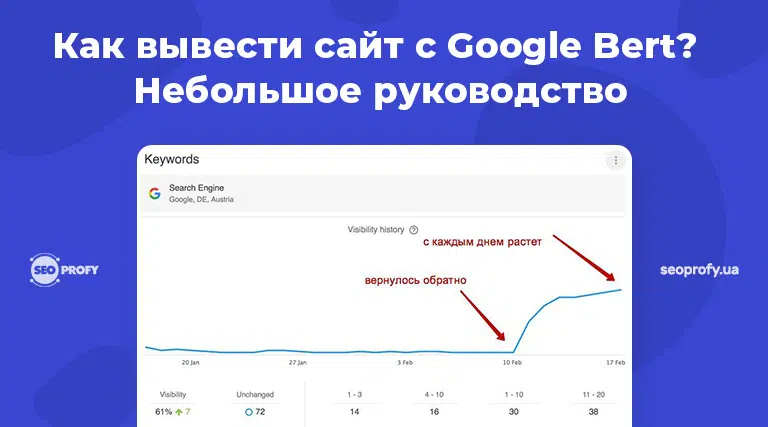 Как вывести сайт с Google Bert?
Небольшое руководство
Keywords
Search Engine
Google, DE, Austria
Visibility history
с каждым днем растет
SEO PROFY
seoprofy.ua
вернулось обратно
20 Jan 27 Jan 3 Feb 10 Feb 17 Feb
Visibility Unchanged 1 - 3 4 - 10 1 - 10 11 - 20
61% 7 72 14 16 30 38